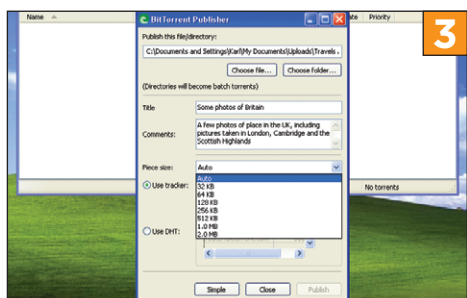 3
Name
ate Priority
BitTorrent Publisher
Publish this file/directory:
C:\Documents and Settings\Karl\My Documents\Uploads\Travels .
Choose file... Choose folder...
(Directories will become batch torrents)
Title Some photos of Britain
Comments: A few photos of place in the UK, including
pictures taken in London, Cambridge and the
Scottish Highlands
Piece size: Auto
Auto
Use tracker: 32 KB
64 KB
128 KB
256 KB
512 KB
1.0 MB
Use DHT: 2.0 MB
No torrents
Simple Close Publish